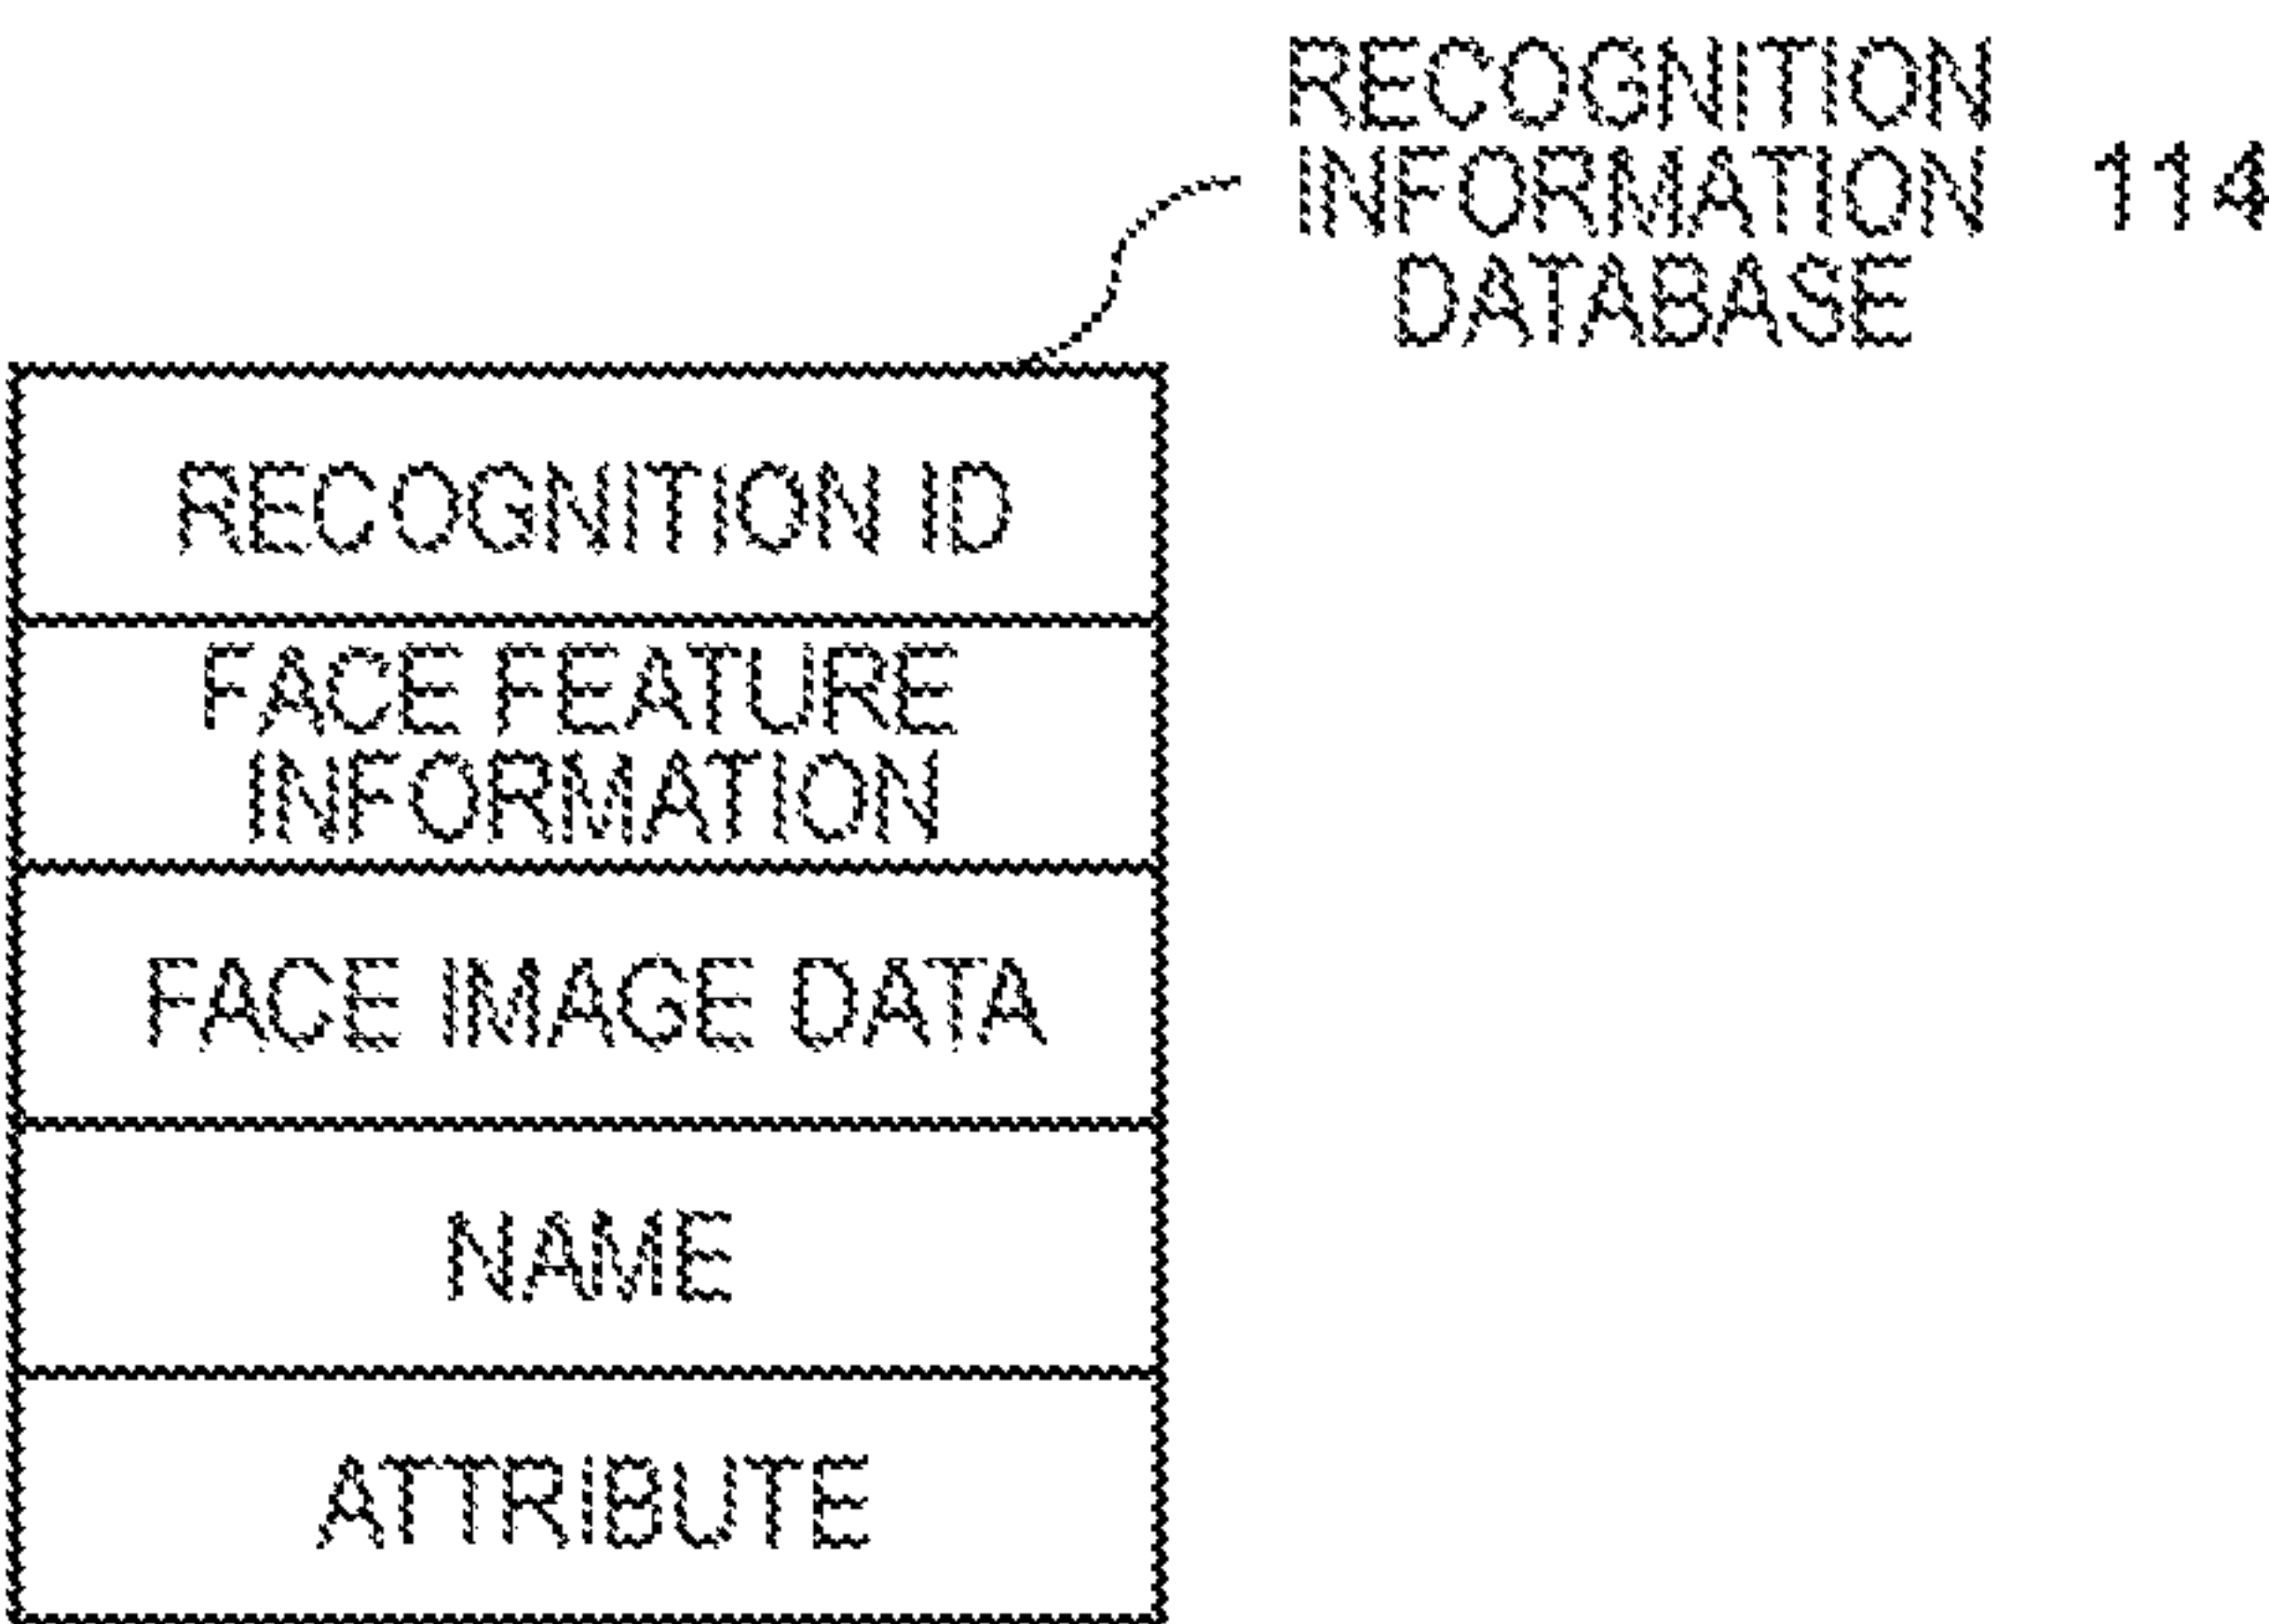 RECOGNITION
INFORMATION 114
DATABASE
RECOGNITION ID
FACE FEATURE
INFORMATION
FACE IMAGE DATA
NAME
ATTRIBUTE